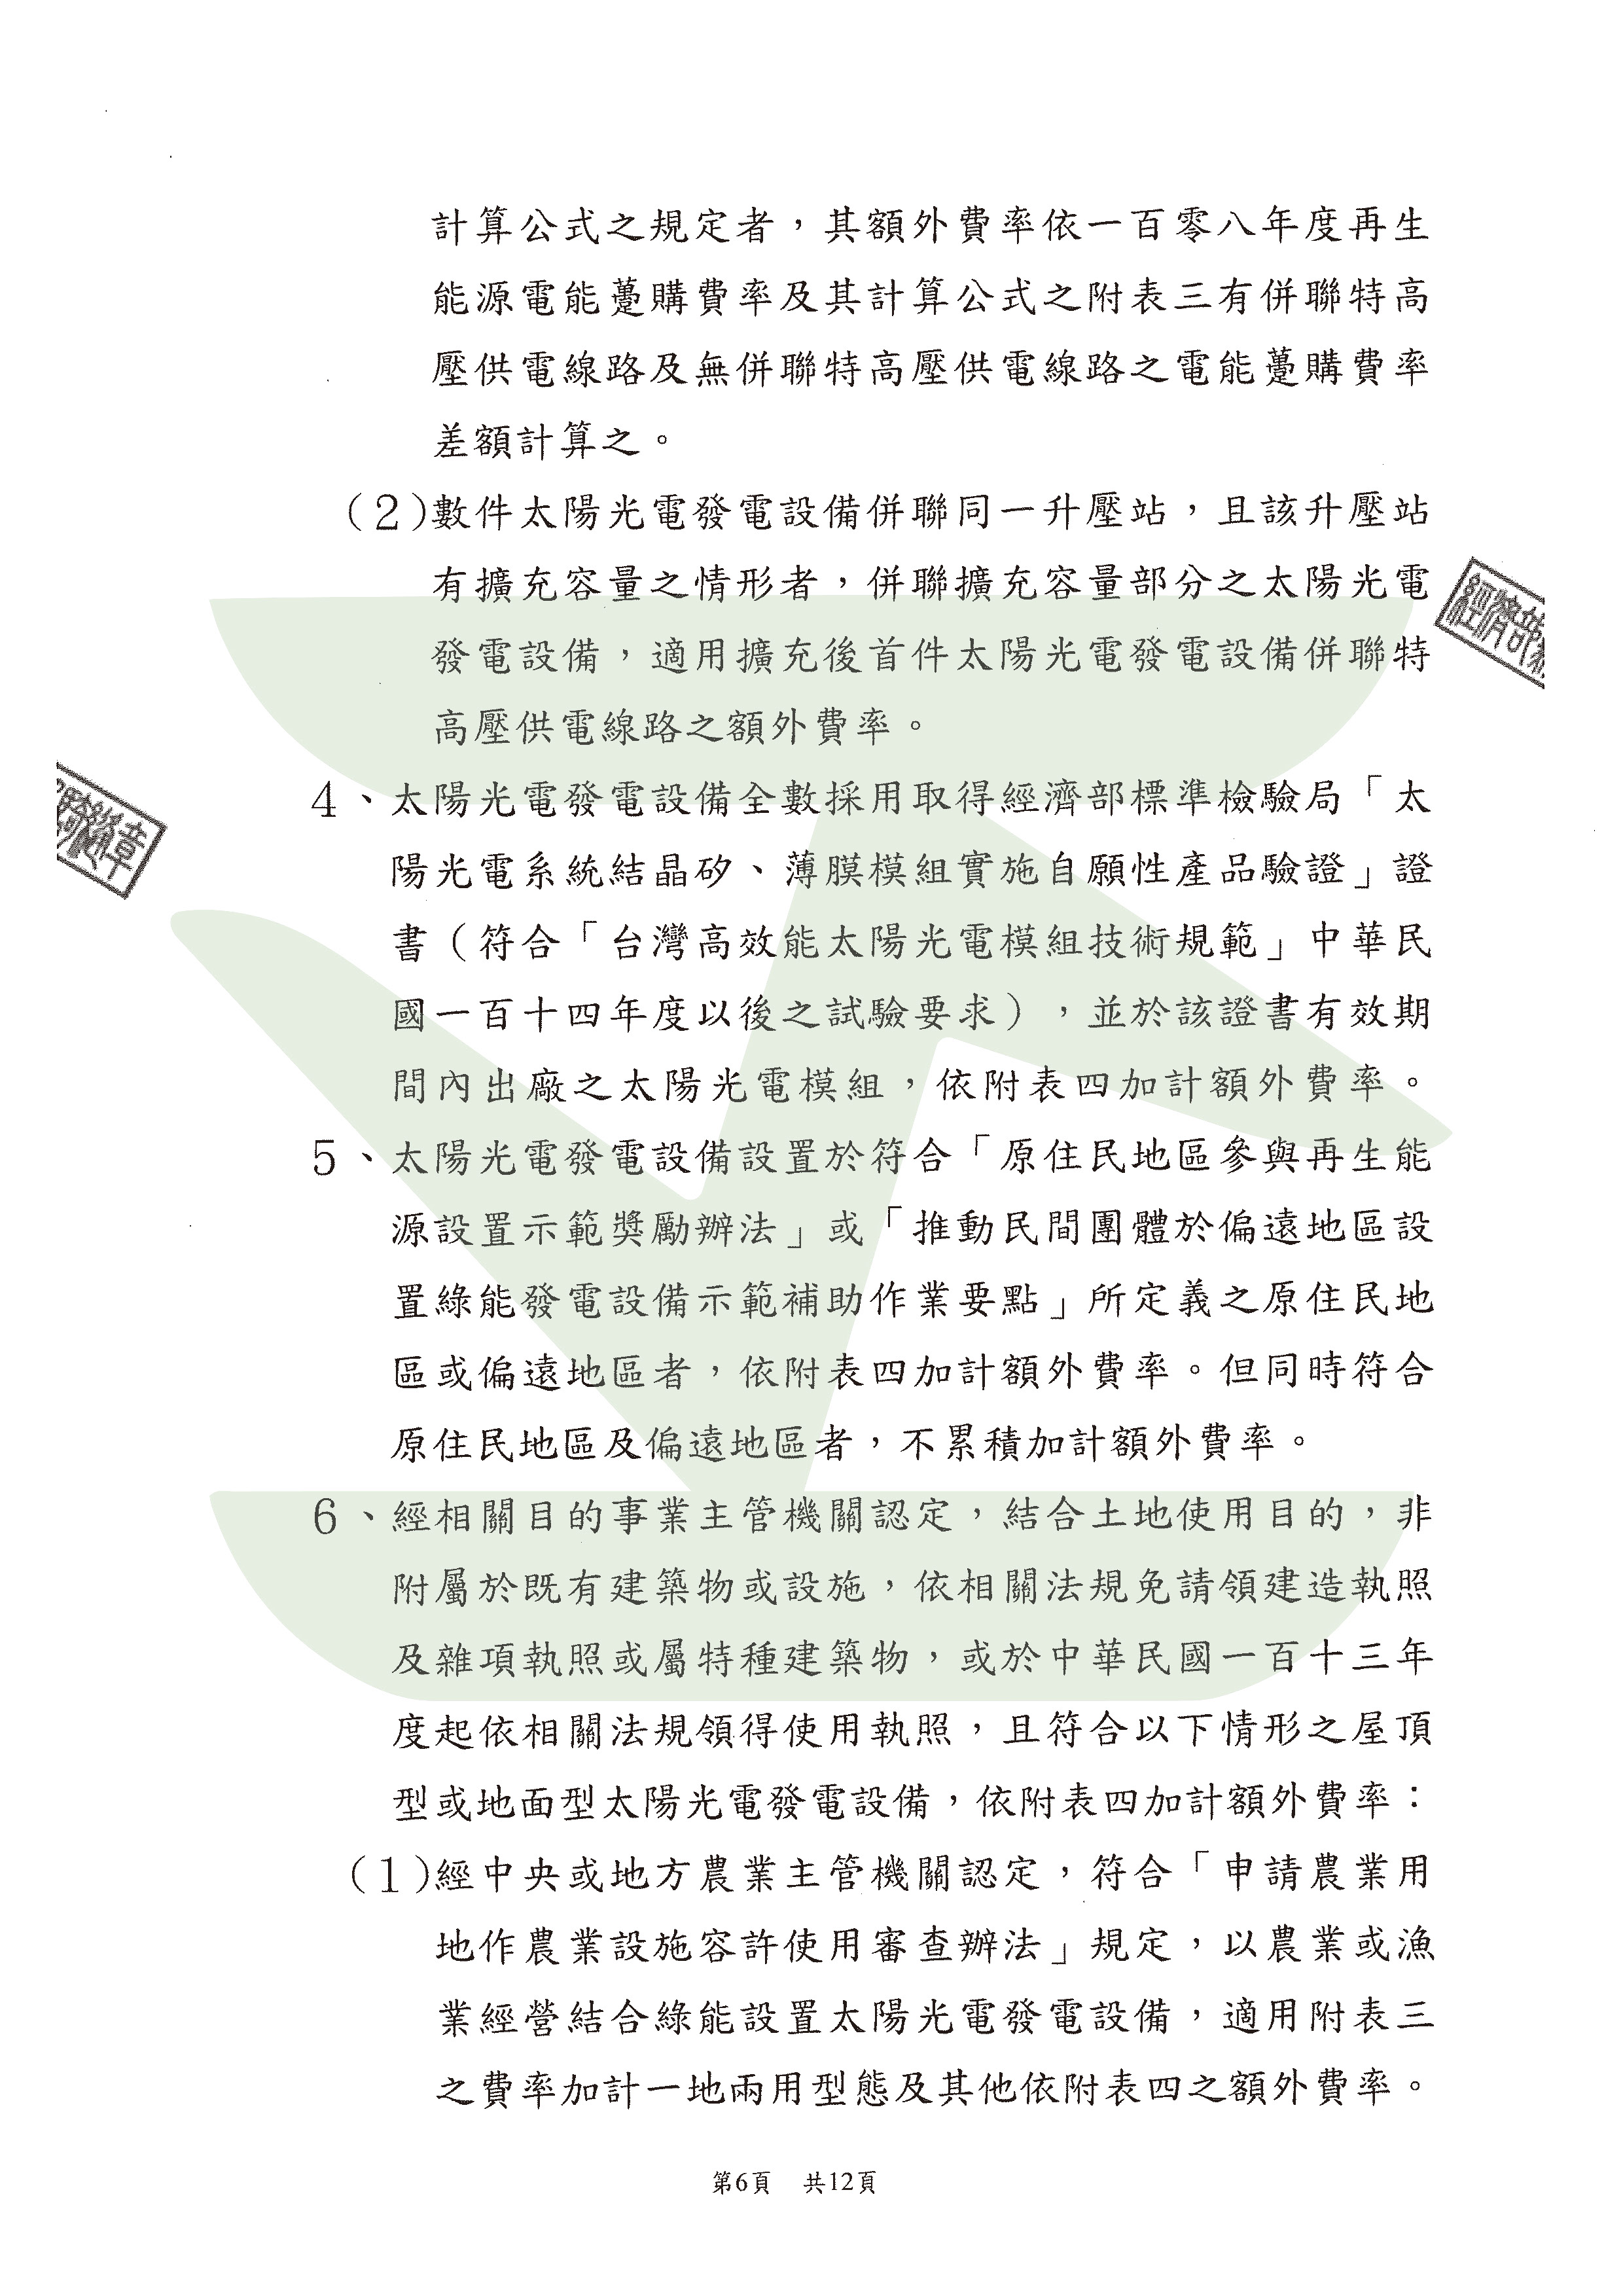 計算公式之規定者，其額外費率依一百零八年度再生
能源電能躉購費率及其計算公式之附表三有併聯特高
壓供電線路及無併聯特高壓供電線路之電能躉購費率
差額計算之。
(2)數件太陽光電發電設備併聯同一升壓站，且該升壓站
有擴充容量之情形者，併聯擴充容量部分之太陽光電
經濟部
發電設備，適用擴充後首件太陽光電發電設備併聯特
高壓供電線路之額外費率。
4、太陽光電發電設備全數採用取得經濟部標準檢驗局「太
騎縫章
陽光電系統結晶矽、薄膜模組實施自願性產品驗證」證
書（符合「台灣高效能太陽光電模組技術規範」中華民
國一百十四年度以後之試驗要求），並於該證書有效期
間內出廠之太陽光電模組，依附表四加計額外費率。
5、太陽光電發電設備設置於符合「原住民地區參與再生能
源設置示範獎勵辦法」或「推動民間團體於偏遠地區設
置綠能發電設備示範補助作業要點」所定義之原住民地
區或偏遠地區者，依附表四加計額外費率。但同時符合
原住民地區及偏遠地區者，不累積加計額外費率。
6、經相關目的事業主管機關認定，結合土地使用目的，非
附屬於既有建築物或設施，依相關法規免請領建造執照
及雜項執照或屬特種建築物，或於中華民國一百十三年
度起依相關法規領得使用執照，且符合以下情形之屋頂
型或地面型太陽光電發電設備，依附表四加計額外費率：
(1)經中央或地方農業主管機關認定，符合「申請農業用
地作農業設施容許使用審查辦法」規定，以農業或漁
業經營結合綠能設置太陽光電發電設備，適用附表三
之費率加計一地兩用型態及其他依附表四之額外費率。
第6頁　共12頁